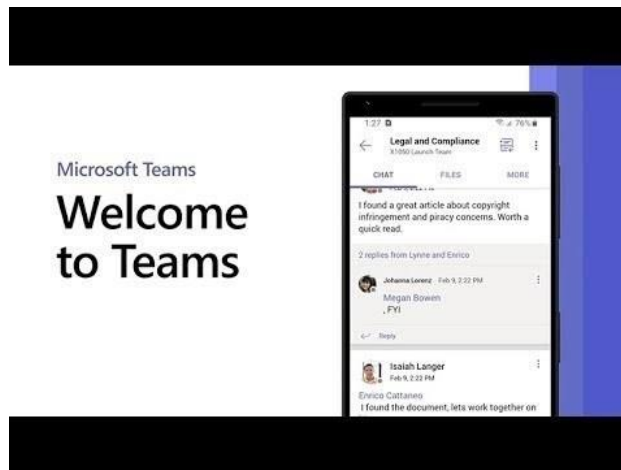 Microsoft Teams
Welcome
to Teams
1:27
76%
Legal and Compliance
X1050 Launch Team
CHAT FILES MORE
I found a great article about copyright
infringement and piracy concerns. Worth a
quick read.
2 replies from Lynne and Enrico
Johanna Lorenz Feb 9, 2:22 PM
Megan Bowen
, FYI
Reply
Isaiah Langer
Feb 9, 2:22 PM
Enrico Cattaneo
I found the document, lets work together on